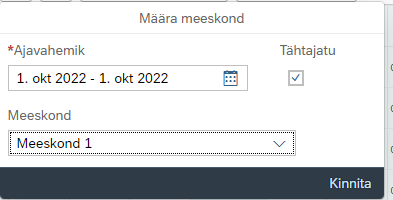 Määra meeskond
*Ajavahemik Tähtajatu
1. okt 2022 - 1. okt 2022
Meeskond
Meeskond 1
Kinnita